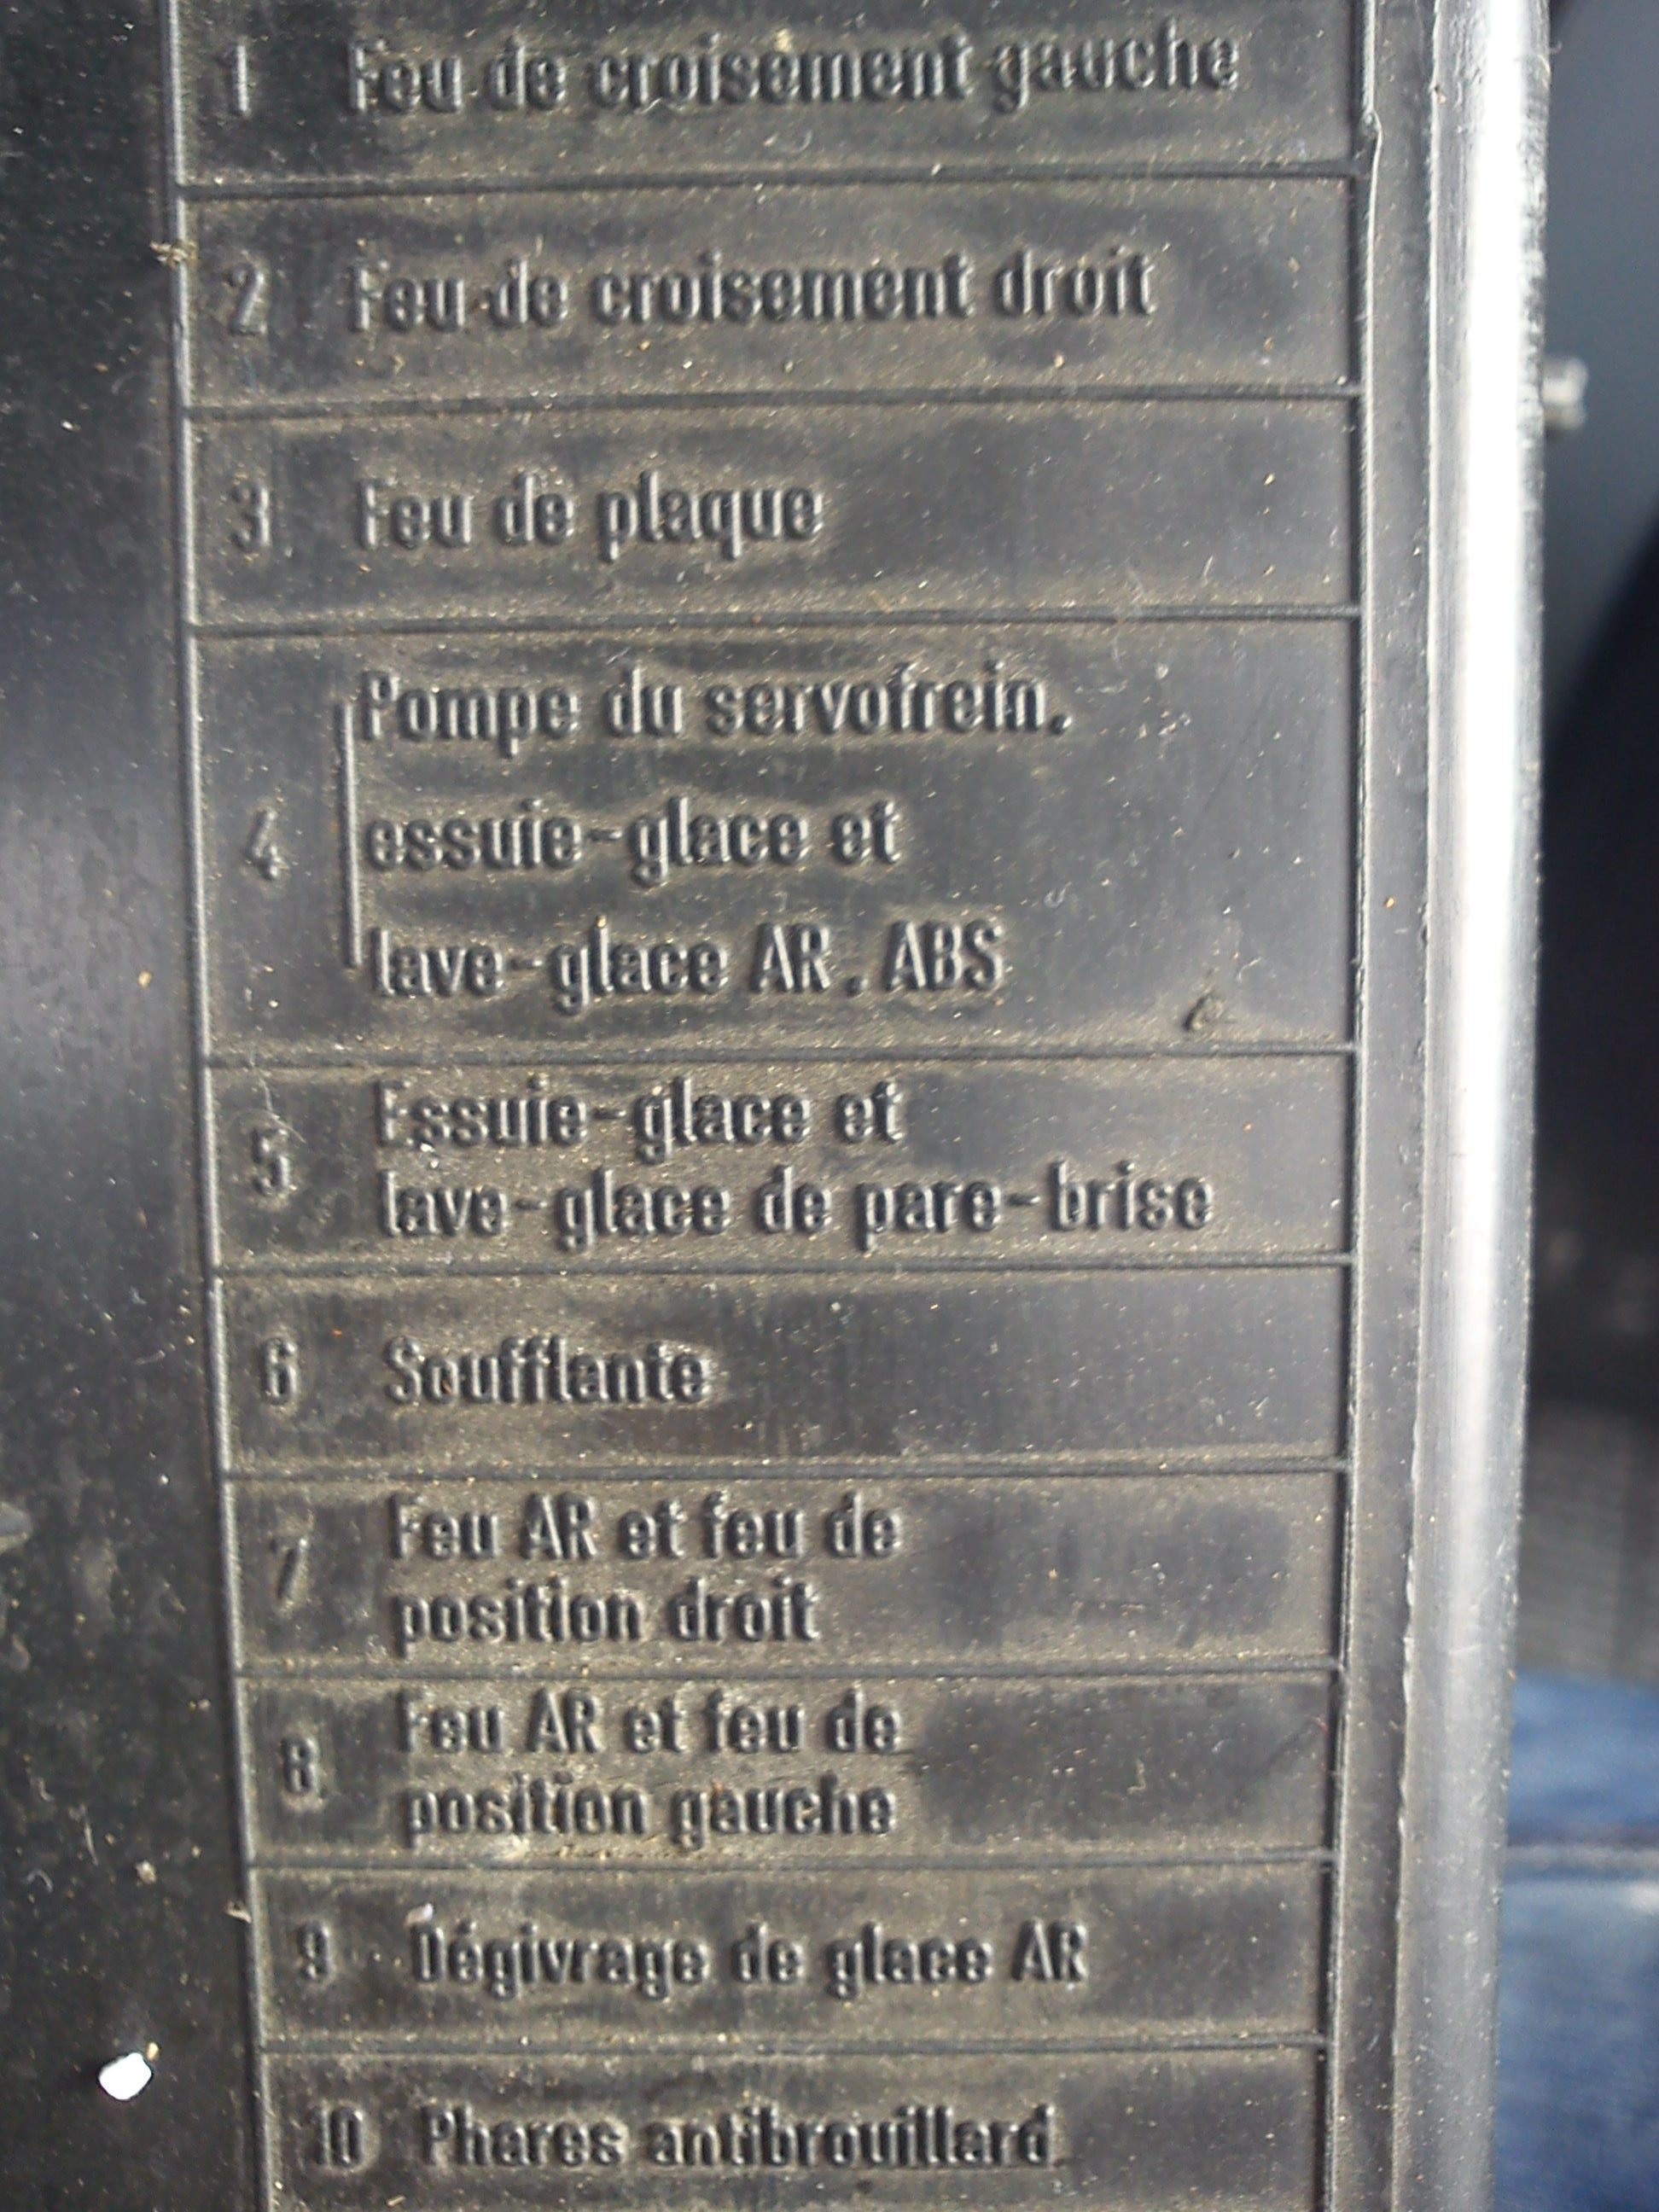 1 Feu de croisement gauche
2 Feu de croisement droit
3 Feu de plaque
4 Pompe du servofrein.
essuie-glace et
lave-glace AR. ABS
5 Essuie-glace et
lave-glace de pare-brise
6 Soufflante
7 Feu AR et feu de
position droit
8 Feu AR et feu de
position gauche
9 Dégivrage de glace AR
10 Phares antibrouillard